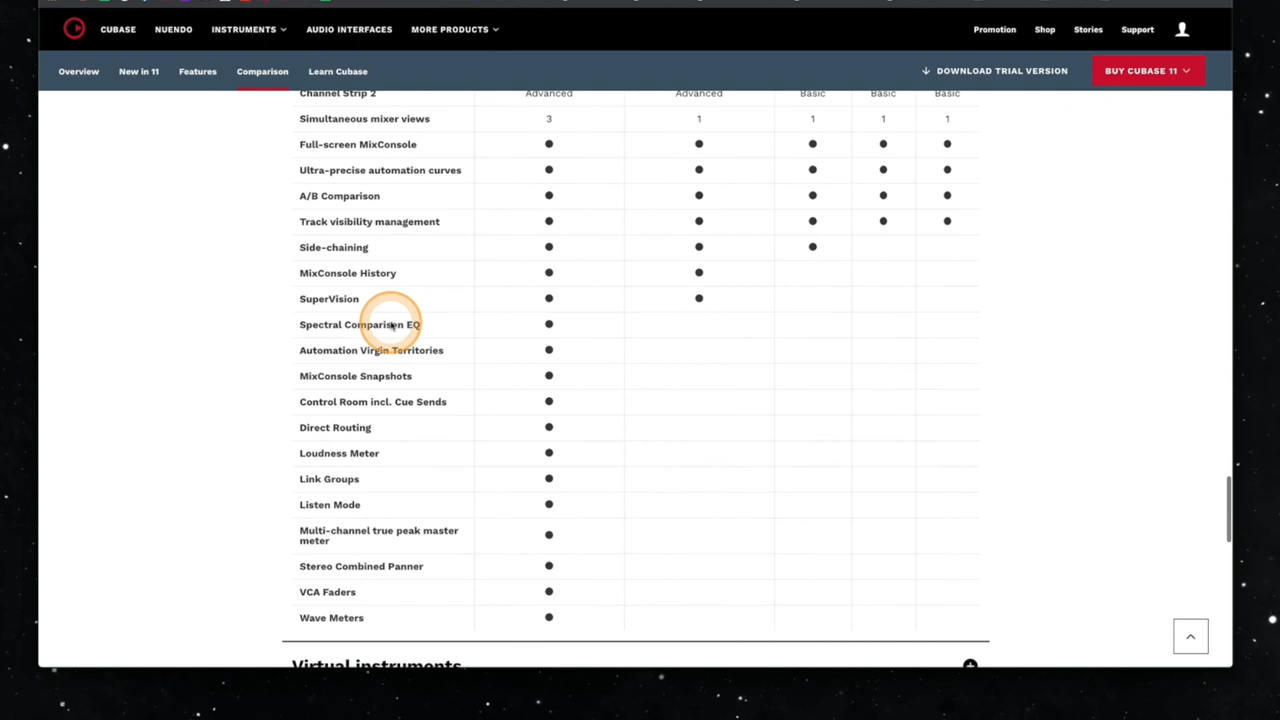 CUBASE NUENDO INSTRUMENTS AUDIO INTERFACES MORE PRODUCTS Promotion Shop Stories Support
Overview New in 11 Features Comparison Learn Cubase DOWNLOAD TRIAL VERSION BUY CUBASE 11
Channel Strip 2 Advanced Advanced Basic Basic Basic
Simultaneous mixer views 3 1 1 1 1
Full-screen MixConsole
Ultra-precise automation curves
A/B Comparison
Track visibility management
Side-chaining
MixConsole History
SuperVision
Spectral Comparison EQ
Automation Virgin Territories
MixConsole Snapshots
Control Room incl. Cue Sends
Direct Routing
Loudness Meter
Link Groups
Listen Mode
Multi-channel true peak master
meter
Stereo Combined Panner
VCA Faders
Wave Meters
Virtual instruments